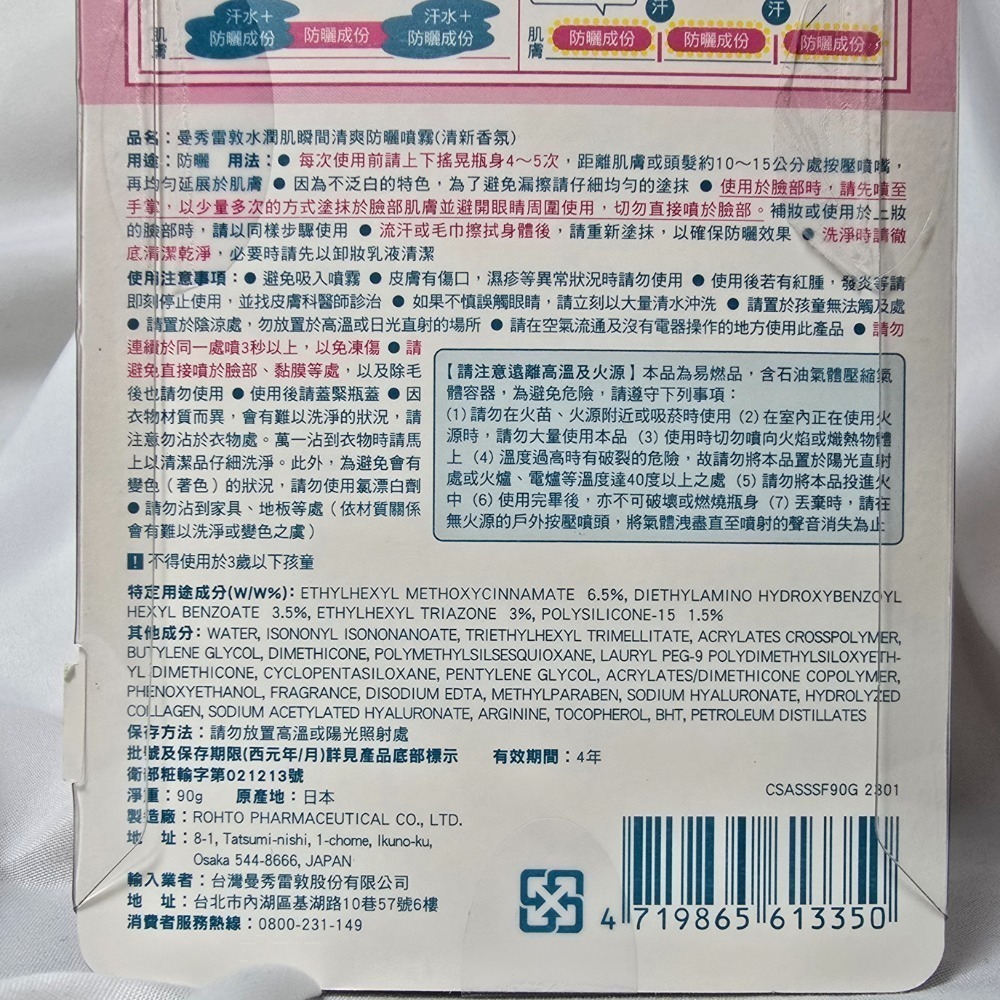 汗水+
防曬成份
防曬成份
汗水+
防曬成份
肌膚
汗
汗
防曬成份
防曬成份
防曬成份
肌膚
品名：曼秀雷敦水潤肌瞬間清爽防曬噴霧(清新香氛)
用途：防曬 用法：● 每次使用前請上下搖晃瓶身4～5次，距離肌膚或頭髮約10～15公分處按壓噴嘴，
再均勻延展於肌膚 ● 因為不泛白的特色，為了避免漏擦請仔細均勻的塗抹 ● 使用於臉部時，請先噴至
手掌，以少量多次的方式塗抹於臉部肌膚並避開眼睛周圍使用，切勿直接噴於臉部。補妝或使用於上妝
的臉部時，請以同樣步驟使用 ● 流汗或毛巾擦拭身體後，請重新塗抹，以確保防曬效果 ● 洗淨時請徹
底清潔乾淨，必要時請先以卸妝乳液清潔
使用注意事項：● 避免吸入噴霧 ● 皮膚有傷口，濕疹等異常狀況時請勿使用 ● 使用後若有紅腫，發炎等請
即刻停止使用，並找皮膚科醫師診治 ● 如果不慎誤觸眼睛，請立刻以大量清水沖洗 ● 請置於孩童無法觸及處
● 請置於陰涼處，勿放置於高溫或日光直射的場所 ● 請在空氣流通及沒有電器操作的地方使用此產品 ● 請勿
連續於同一處噴3秒以上，以免凍傷 ● 請
避免直接噴於臉部、黏膜等處，以及除毛
後也請勿使用 ● 使用後請蓋緊瓶蓋 ● 因
衣物材質而異，會有難以洗淨的狀況，請
注意勿沾於衣物處。萬一沾到衣物時請馬
上以清潔品仔細洗淨。此外，為避免會有
變色（著色）的狀況，請勿使用氯漂白劑
● 請勿沾到家具、地板等處（依材質關係
會有難以洗淨或變色之虞）
【請注意遠離高溫及火源】本品為易燃品，含石油氣體壓縮氣
體容器，為避免危險，請遵守下列事項：
(1) 請勿在火苗、火源附近或吸菸時使用 (2) 在室內正在使用火
源時，請勿大量使用本品 (3) 使用時切勿噴向火焰或熾熱物體
上 (4) 溫度過高時有破裂的危險，故請勿將本品置於陽光直射
處或火爐、電爐等溫度達40度以上之處 (5) 請勿將本品投進火
中 (6) 使用完畢後，亦不可破壞或燃燒瓶身 (7) 丟棄時，請在
無火源的戶外按壓噴頭，將氣體洩盡直至噴射的聲音消失為止
! 不得使用於3歲以下孩童
特定用途成分(W/W%)：ETHYLHEXYL METHOXYCINNAMATE 6.5%, DIETHYLAMINO HYDROXYBENZOYL
HEXYL BENZOATE 3.5%, ETHYLHEXYL TRIAZONE 3%, POLYSILICONE-15 1.5%
其他成分：WATER, ISONONYL ISONONANOATE, TRIETHYLHEXYL TRIMELLITATE, ACRYLATES CROSSPOLYMER,
BUTYLENE GLYCOL, DIMETHICONE, POLYMETHYLSILSESQUIOXANE, LAURYL PEG-9 POLYDIMETHYLSILOXYETH-
YL DIMETHICONE, CYCLOPENTASILOXANE, PENTYLENE GLYCOL, ACRYLATES/DIMETHICONE COPOLYMER,
PHENOXYETHANOL, FRAGRANCE, DISODIUM EDTA, METHYLPARABEN, SODIUM HYALURONATE, HYDROLYZED
COLLAGEN, SODIUM ACETYLATED HYALURONATE, ARGININE, TOCOPHEROL, BHT, PETROLEUM DISTILLATES
保存方法：請勿放置高溫或陽光照射處
批號及保存期限(西元年/月)詳見產品底部標示 有效期間：4年
衛部粧輸字第021213號
淨重：90g 原產地：日本
CSASSSF90G 2301
製造廠：ROHTO PHARMACEUTICAL CO., LTD.
地 址：8-1, Tatsumi-nishi, 1-chome, Ikuno-ku,
Osaka 544-8666, JAPAN
輸入業者：台灣曼秀雷敦股份有限公司
地 址：台北市內湖區基湖路10巷57號6樓
消費者服務熱線：0800-231-149
4 719865 613350